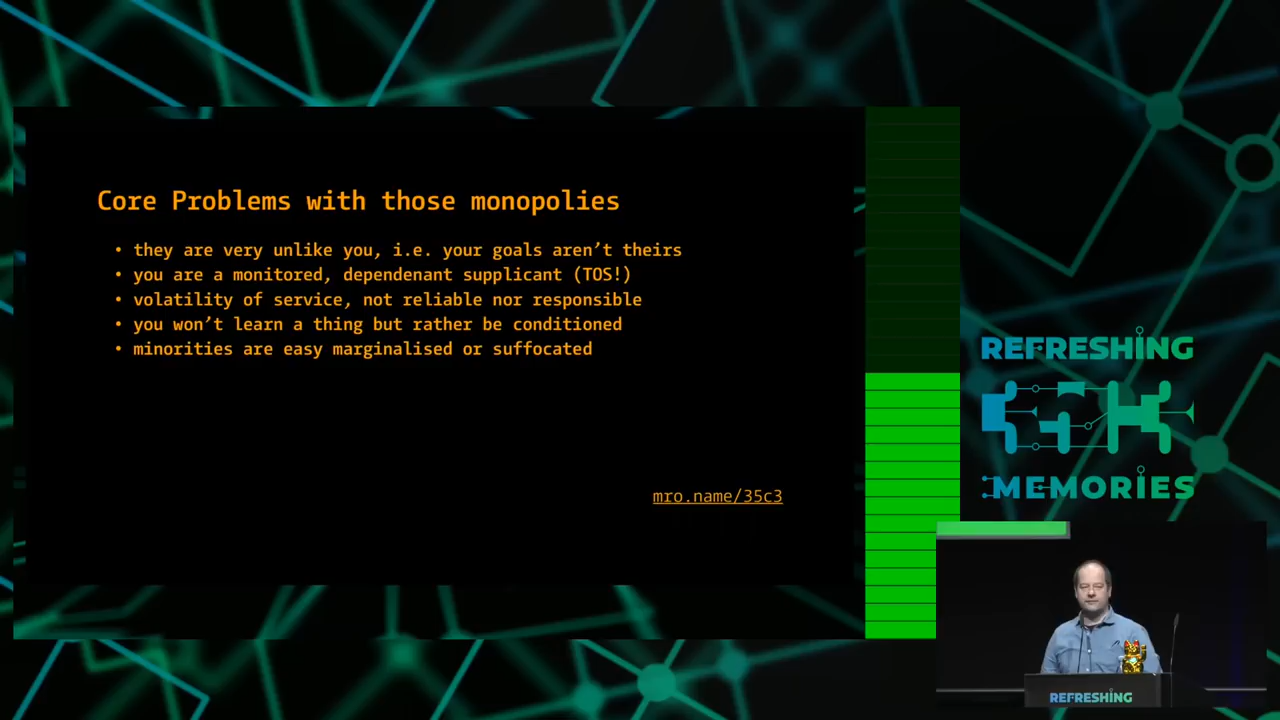 Core Problems with those monopolies
• they are very unlike you, i.e. your goals aren’t theirs
• you are a monitored, dependenant supplicant (TOS!)
• volatility of service, not reliable nor responsible
• you won’t learn a thing but rather be conditioned
• minorities are easy marginalised or suffocated
mro.name/35c3
REFRESHING
35C3
MEMORIES
REFRESHING